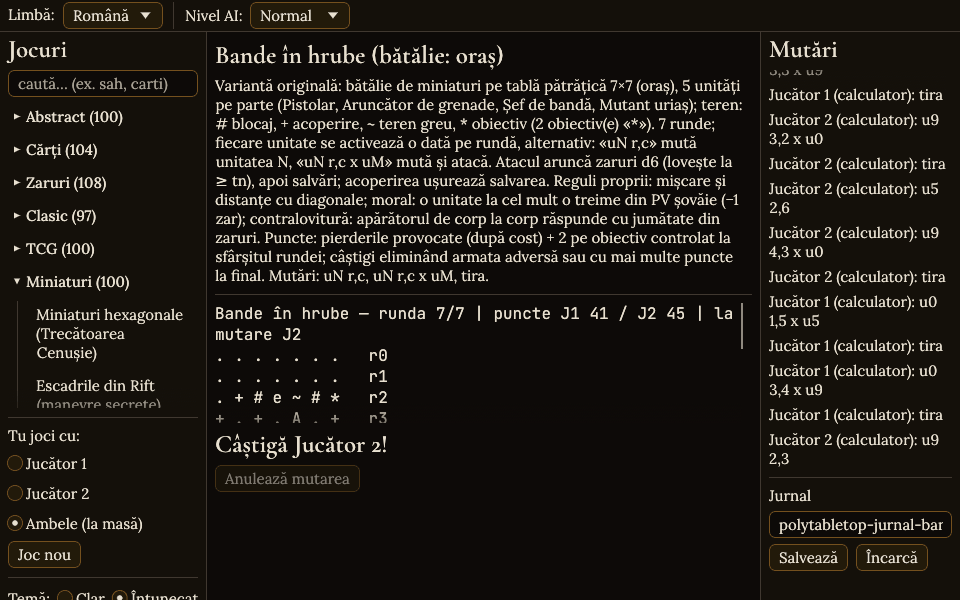 Limbă: Română ▼ Nivel AI: Normal ▼
Jocuri
caută... (ex. sah, carti)
▸ Abstract (100)
▸ Cărți (104)
▸ Zaruri (108)
▸ Clasic (97)
▸ TCG (100)
▾ Miniaturi (100)
Miniaturi hexagonale
(Trecătoarea
Cenușie)
Escadrile din Rift
(manevre secrete)
Tu joci cu:
Jucător 1
Jucător 2
Ambele (la masă)
Joc nou
Temă: Clar Întunecat
Bande în hrube (bătălie: oraș)
Variantă originală: bătălie de miniaturi pe tablă pătrățică 7×7 (oraș), 5 unități
pe parte (Pistolar, Aruncător de grenade, Șef de bandă, Mutant uriaș); teren:
# blocaj, + acoperire, ~ teren greu, * obiectiv (2 obiectiv(e) «*»). 7 runde;
fiecare unitate se activează o dată pe rundă, alternativ: «uN r,c» mută
unitatea N, «uN r,c x uM» mută și atacă. Atacul aruncă zaruri d6 (lovește la
≥ tn), apoi salvări; acoperirea ușurează salvarea. Reguli proprii: mișcare și
distanțe cu diagonale; moral: o unitate la cel mult o treime din PV șovăie (−1
zar); contralovitură: apărătorul de corp la corp răspunde cu jumătate din
zaruri. Puncte: pierderile provocate (după cost) + 2 pe obiectiv controlat la
sfârșitul rundei; câștigi eliminând armata adversă sau cu mai multe puncte
la final. Mutări: uN r,c, uN r,c x uM, tira.
Bande în hrube — runda 7/7 | puncte J1 41 / J2 45 | la
mutare J2
. . . . . . . r0
. . . . . . . r1
. + # e ~ # * r2
+ . + . A . + r3
Câștigă Jucător 2!
Anulează mutarea
Mutări
3,3 x u9
Jucător 1 (calculator): tira
Jucător 2 (calculator): u9
3,2 x u0
Jucător 2 (calculator): tira
Jucător 2 (calculator): u5
2,6
Jucător 2 (calculator): u9
4,3 x u0
Jucător 2 (calculator): tira
Jucător 1 (calculator): u0
1,5 x u5
Jucător 1 (calculator): tira
Jucător 1 (calculator): u0
3,4 x u9
Jucător 1 (calculator): tira
Jucător 2 (calculator): u9
2,3
Jurnal
polytabletop-jurnal-bar
Salvează Încarcă